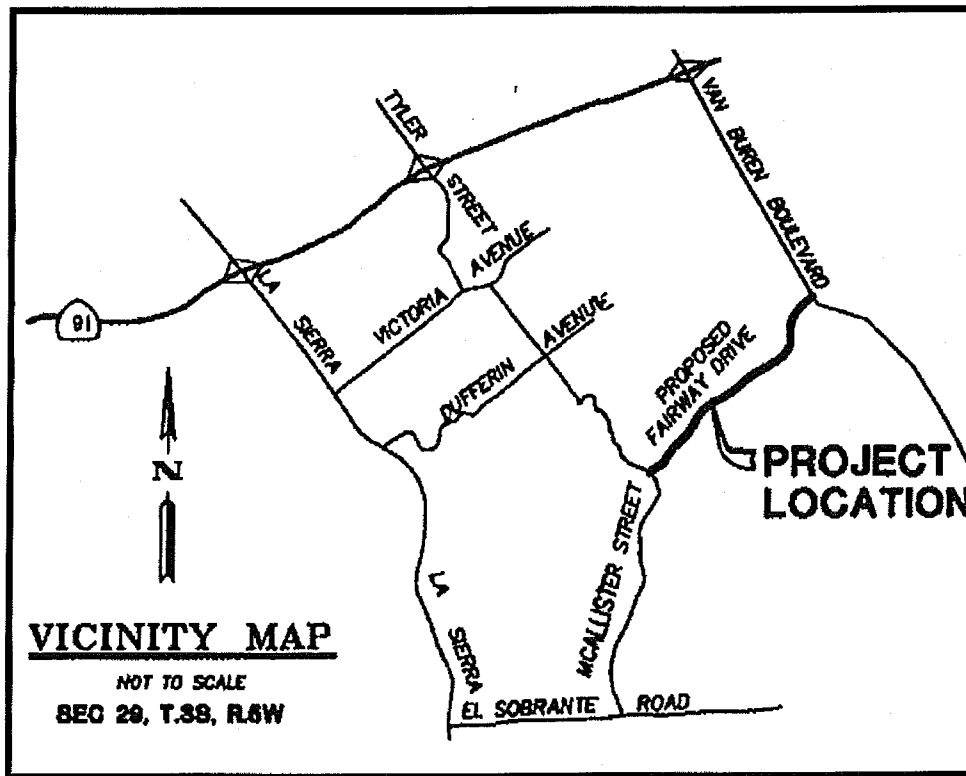 TYLER
STREET
VAN BUREN BOULEVARD
LA
SIERRA
VICTORIA
AVENUE
DUFFERIN
AVENUE
91
PROPOSED
FAIRWAY DRIVE
PROJECT
LOCATION
N
LA
SIERRA
MCALLISTER STREET
EL SOBRANTE ROAD
VICINITY MAP
NOT TO SCALE
SEC 29, T.3S, R.5W